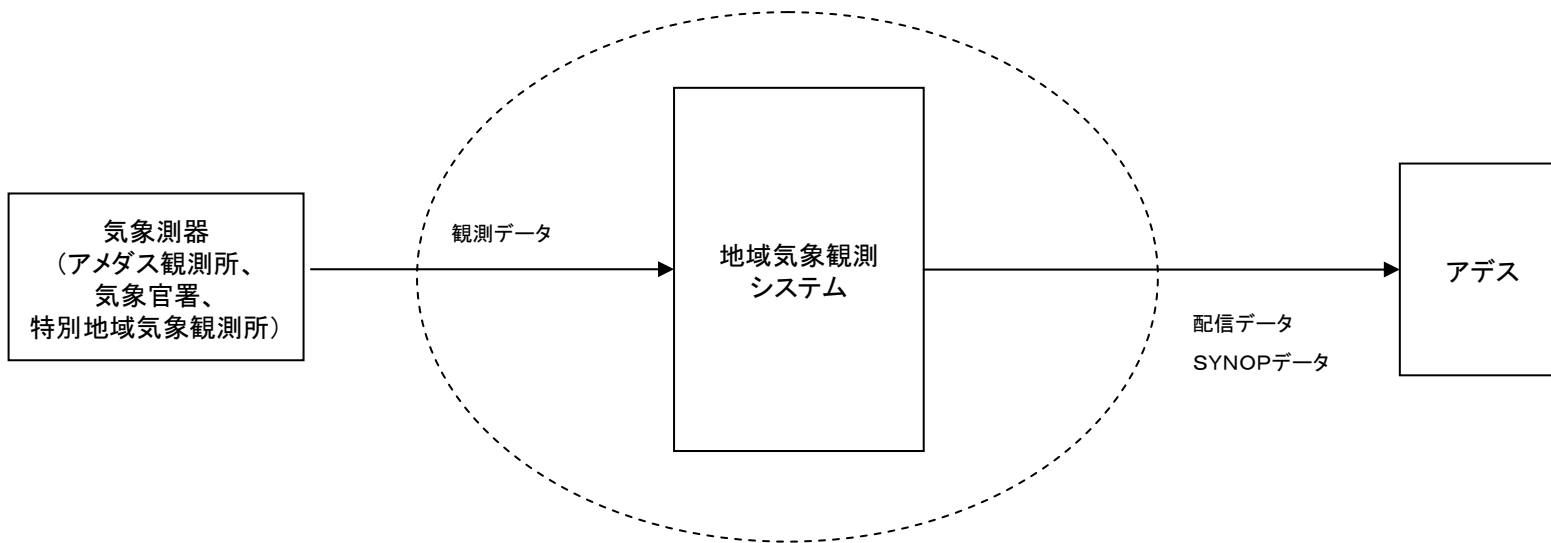 気象測器
(アメダス観測所、
気象官署、
特別地域気象観測所)
観測データ
地域気象観測
システム
配信データ
SYNOPデータ
アデス